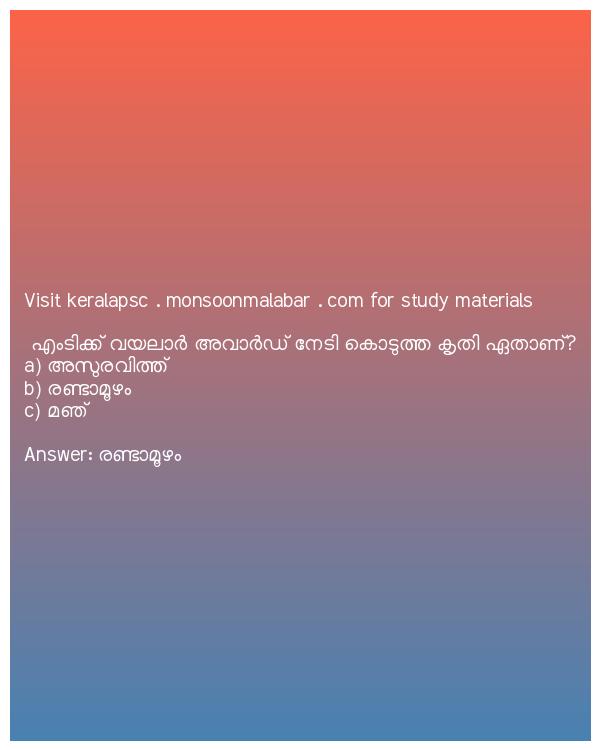 Visit keralapsc . monsoonmalabar . com for study materials
എംടിക്ക് വയലാർ അവാർഡ് നേടി കൊടുത്ത കൃതി ഏതാണ്?
a) അസുരവിത്ത്
b) രണ്ടാമൂഴം
c) മഞ്
Answer: രണ്ടാമൂഴം